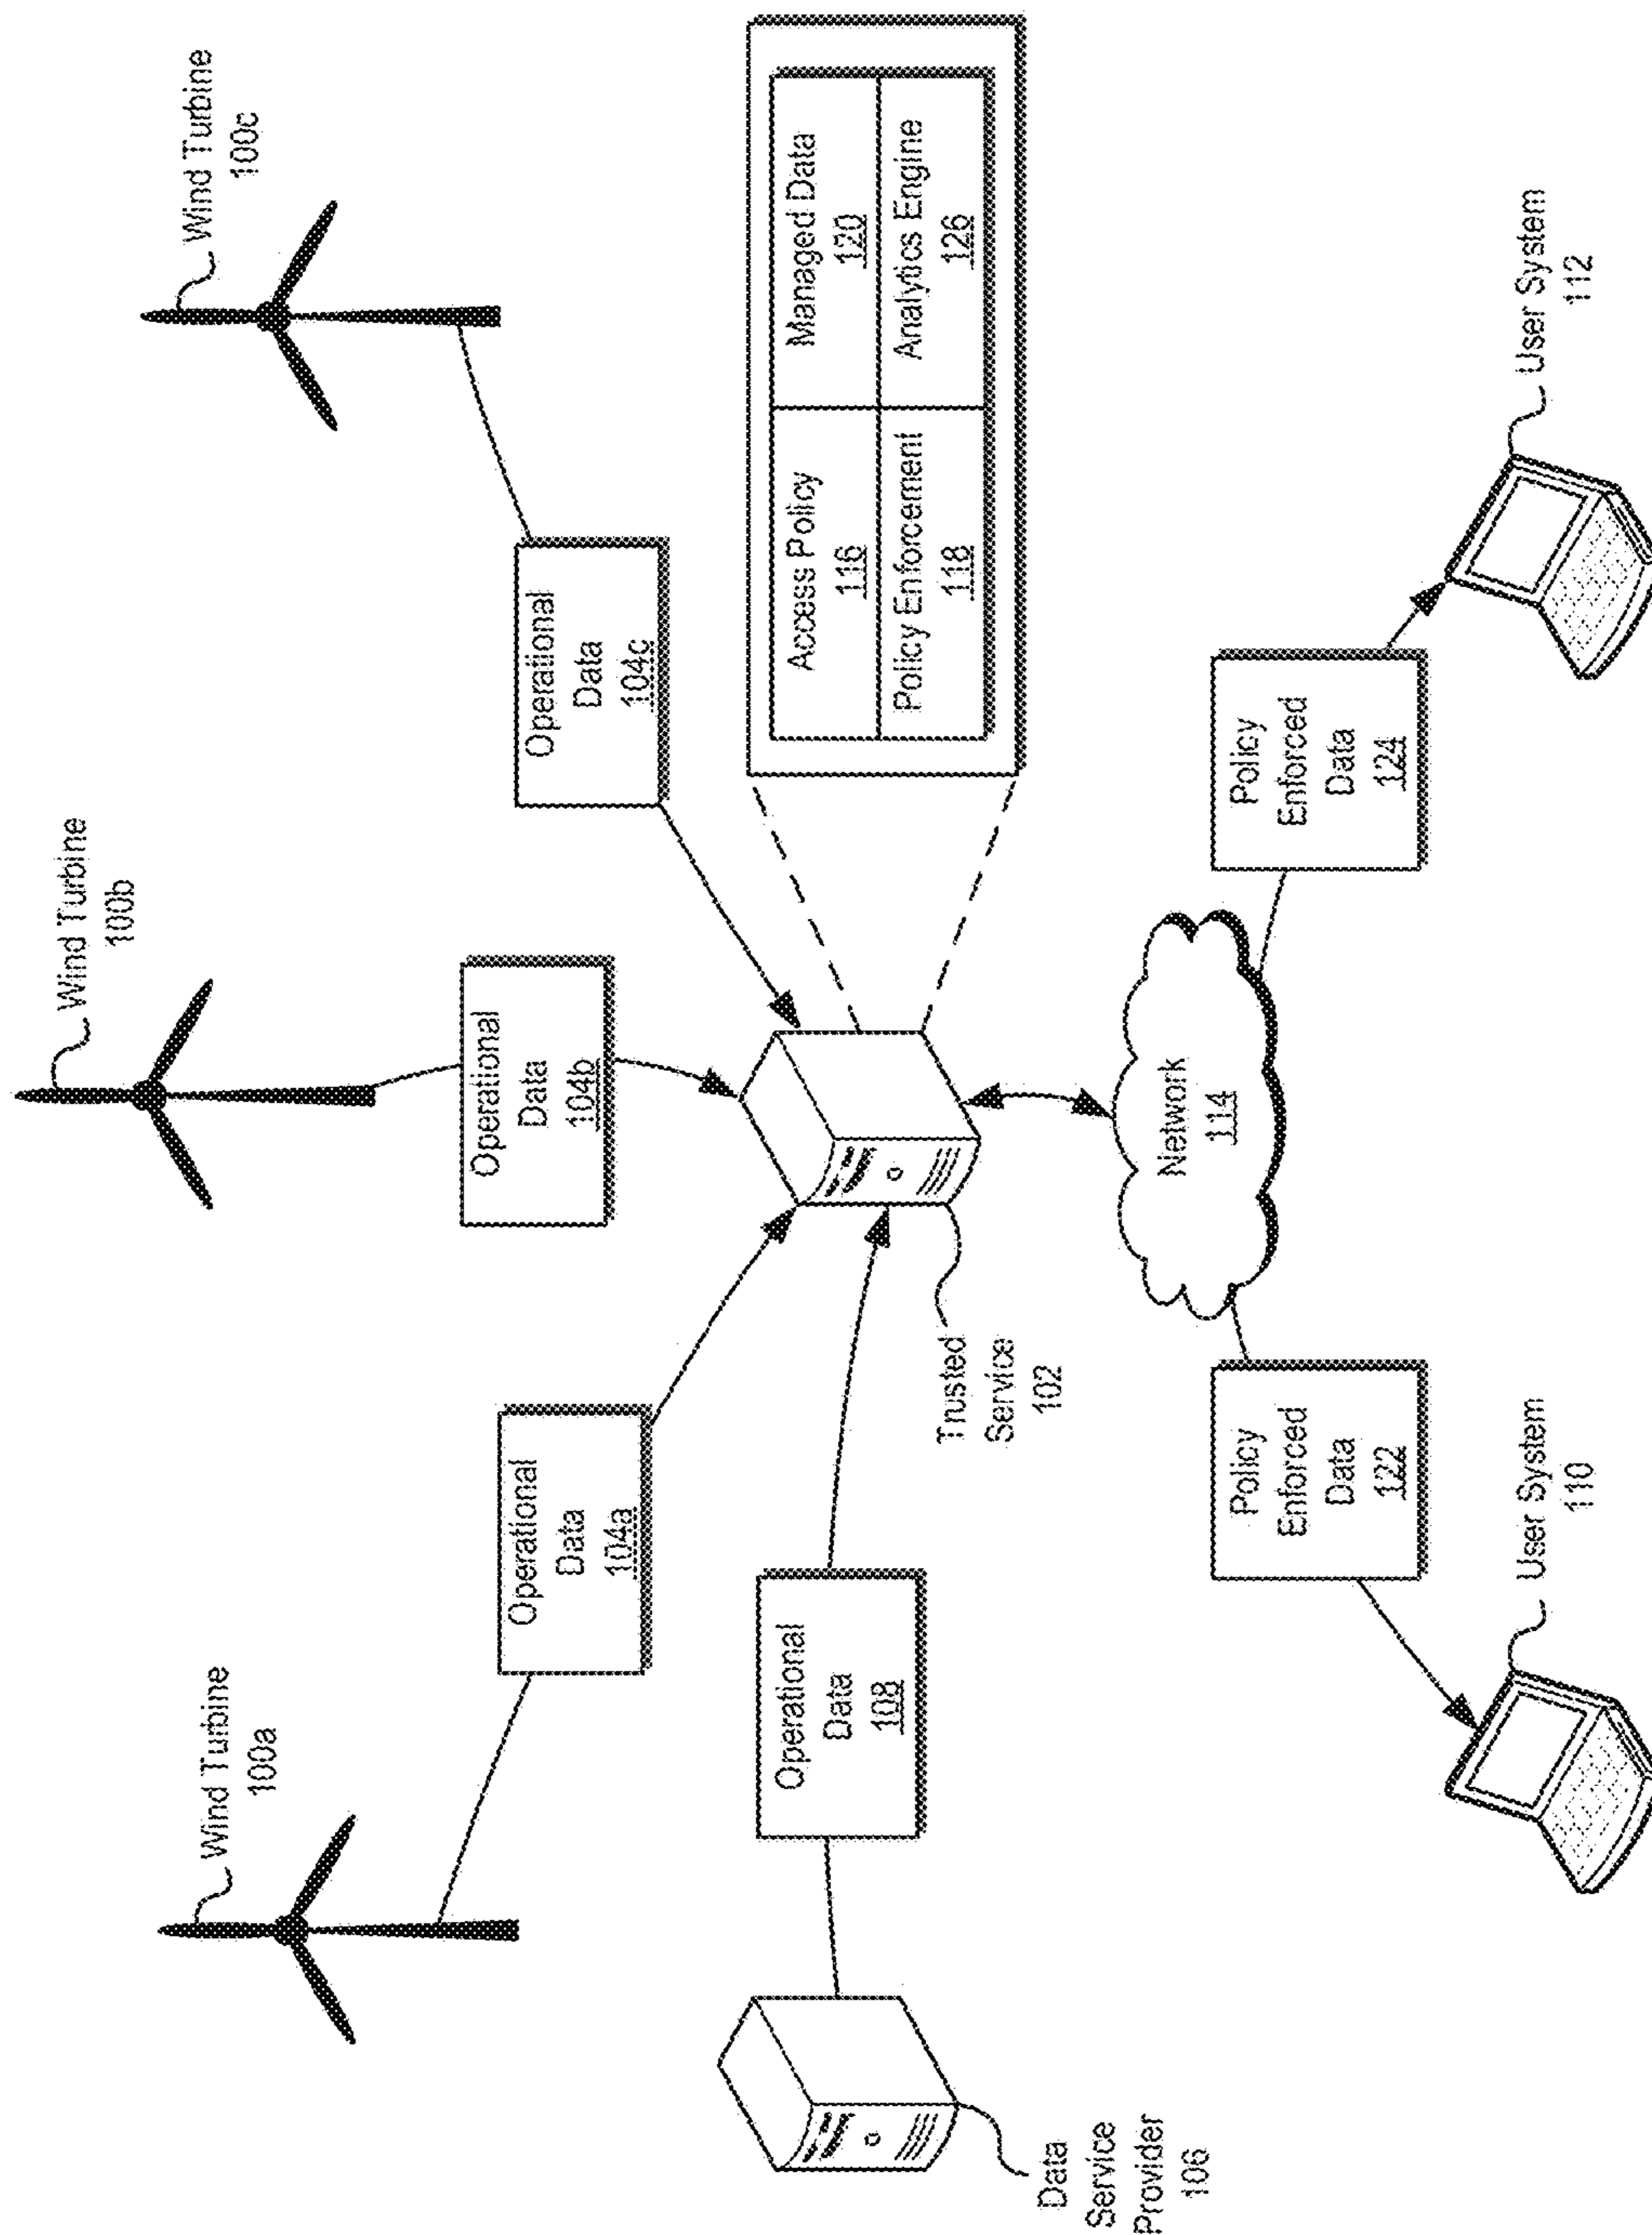 Wind Turbine
100a
Wind Turbine
100b
Wind Turbine
100c
Operational
Data
104a
Operational
Data
104b
Operational
Data
104c
Data
Service
Provider
106
Operational
Data
108
Trusted
Service
102
Access Policy
116
Managed Data
120
Policy Enforcement
118
Analytics Engine
126
Network
114
Policy
Enforced
Data
122
Policy
Enforced
Data
124
User System
110
User System
112